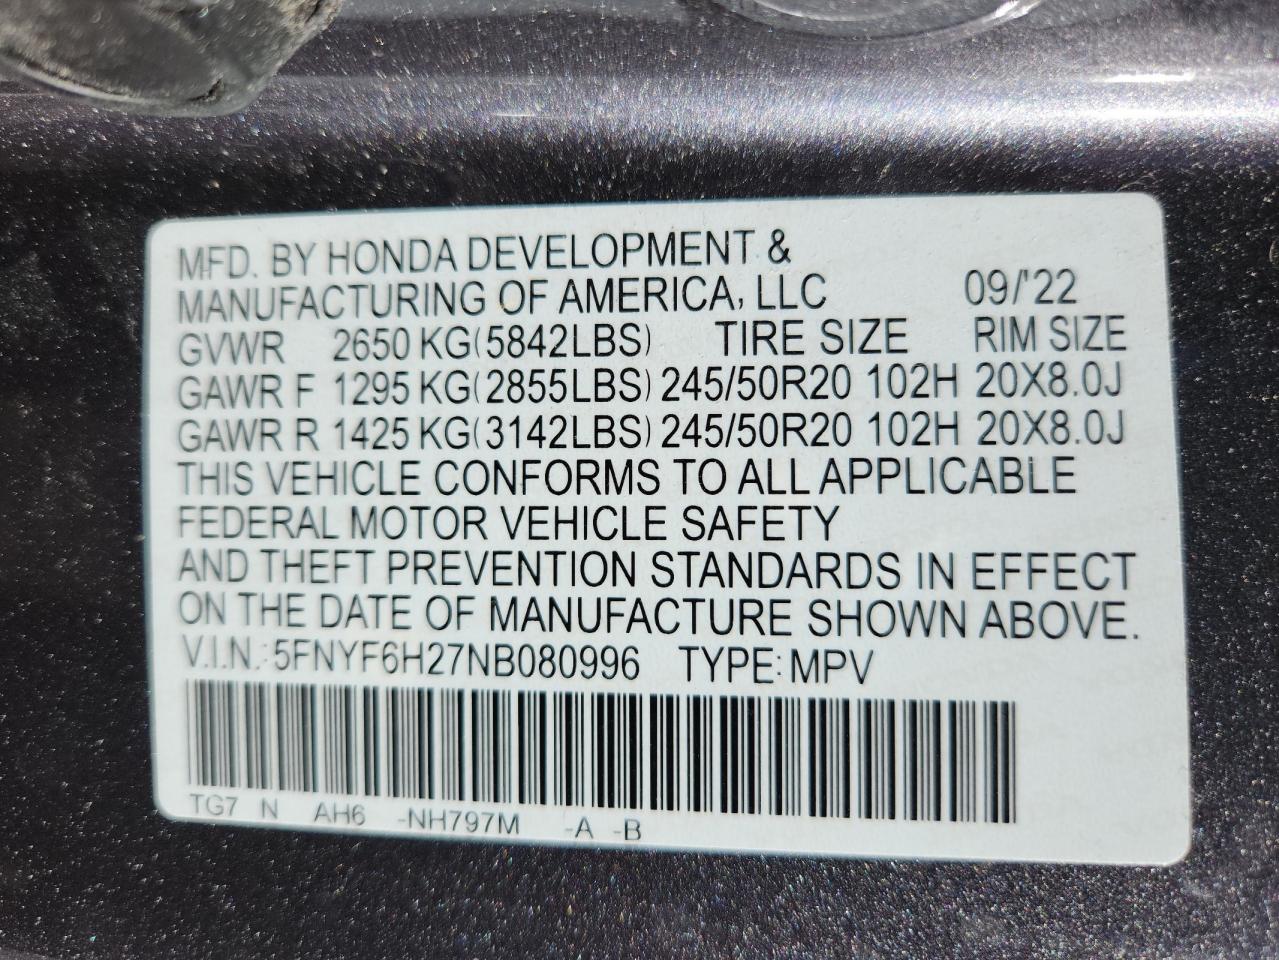 MFD. BY HONDA DEVELOPMENT &
MANUFACTURING OF AMERICA, LLC 09/'22
GVWR 2650 KG(5842LBS) TIRE SIZE RIM SIZE
GAWR F 1295 KG(2855LBS) 245/50R20 102H 20X8.0J
GAWR R 1425 KG(3142LBS) 245/50R20 102H 20X8.0J
THIS VEHICLE CONFORMS TO ALL APPLICABLE
FEDERAL MOTOR VEHICLE SAFETY
AND THEFT PREVENTION STANDARDS IN EFFECT
ON THE DATE OF MANUFACTURE SHOWN ABOVE.
V.I.N.: 5FNYF6H27NB080996 TYPE: MPV
TG7 N AH6 -NH797M -A -B